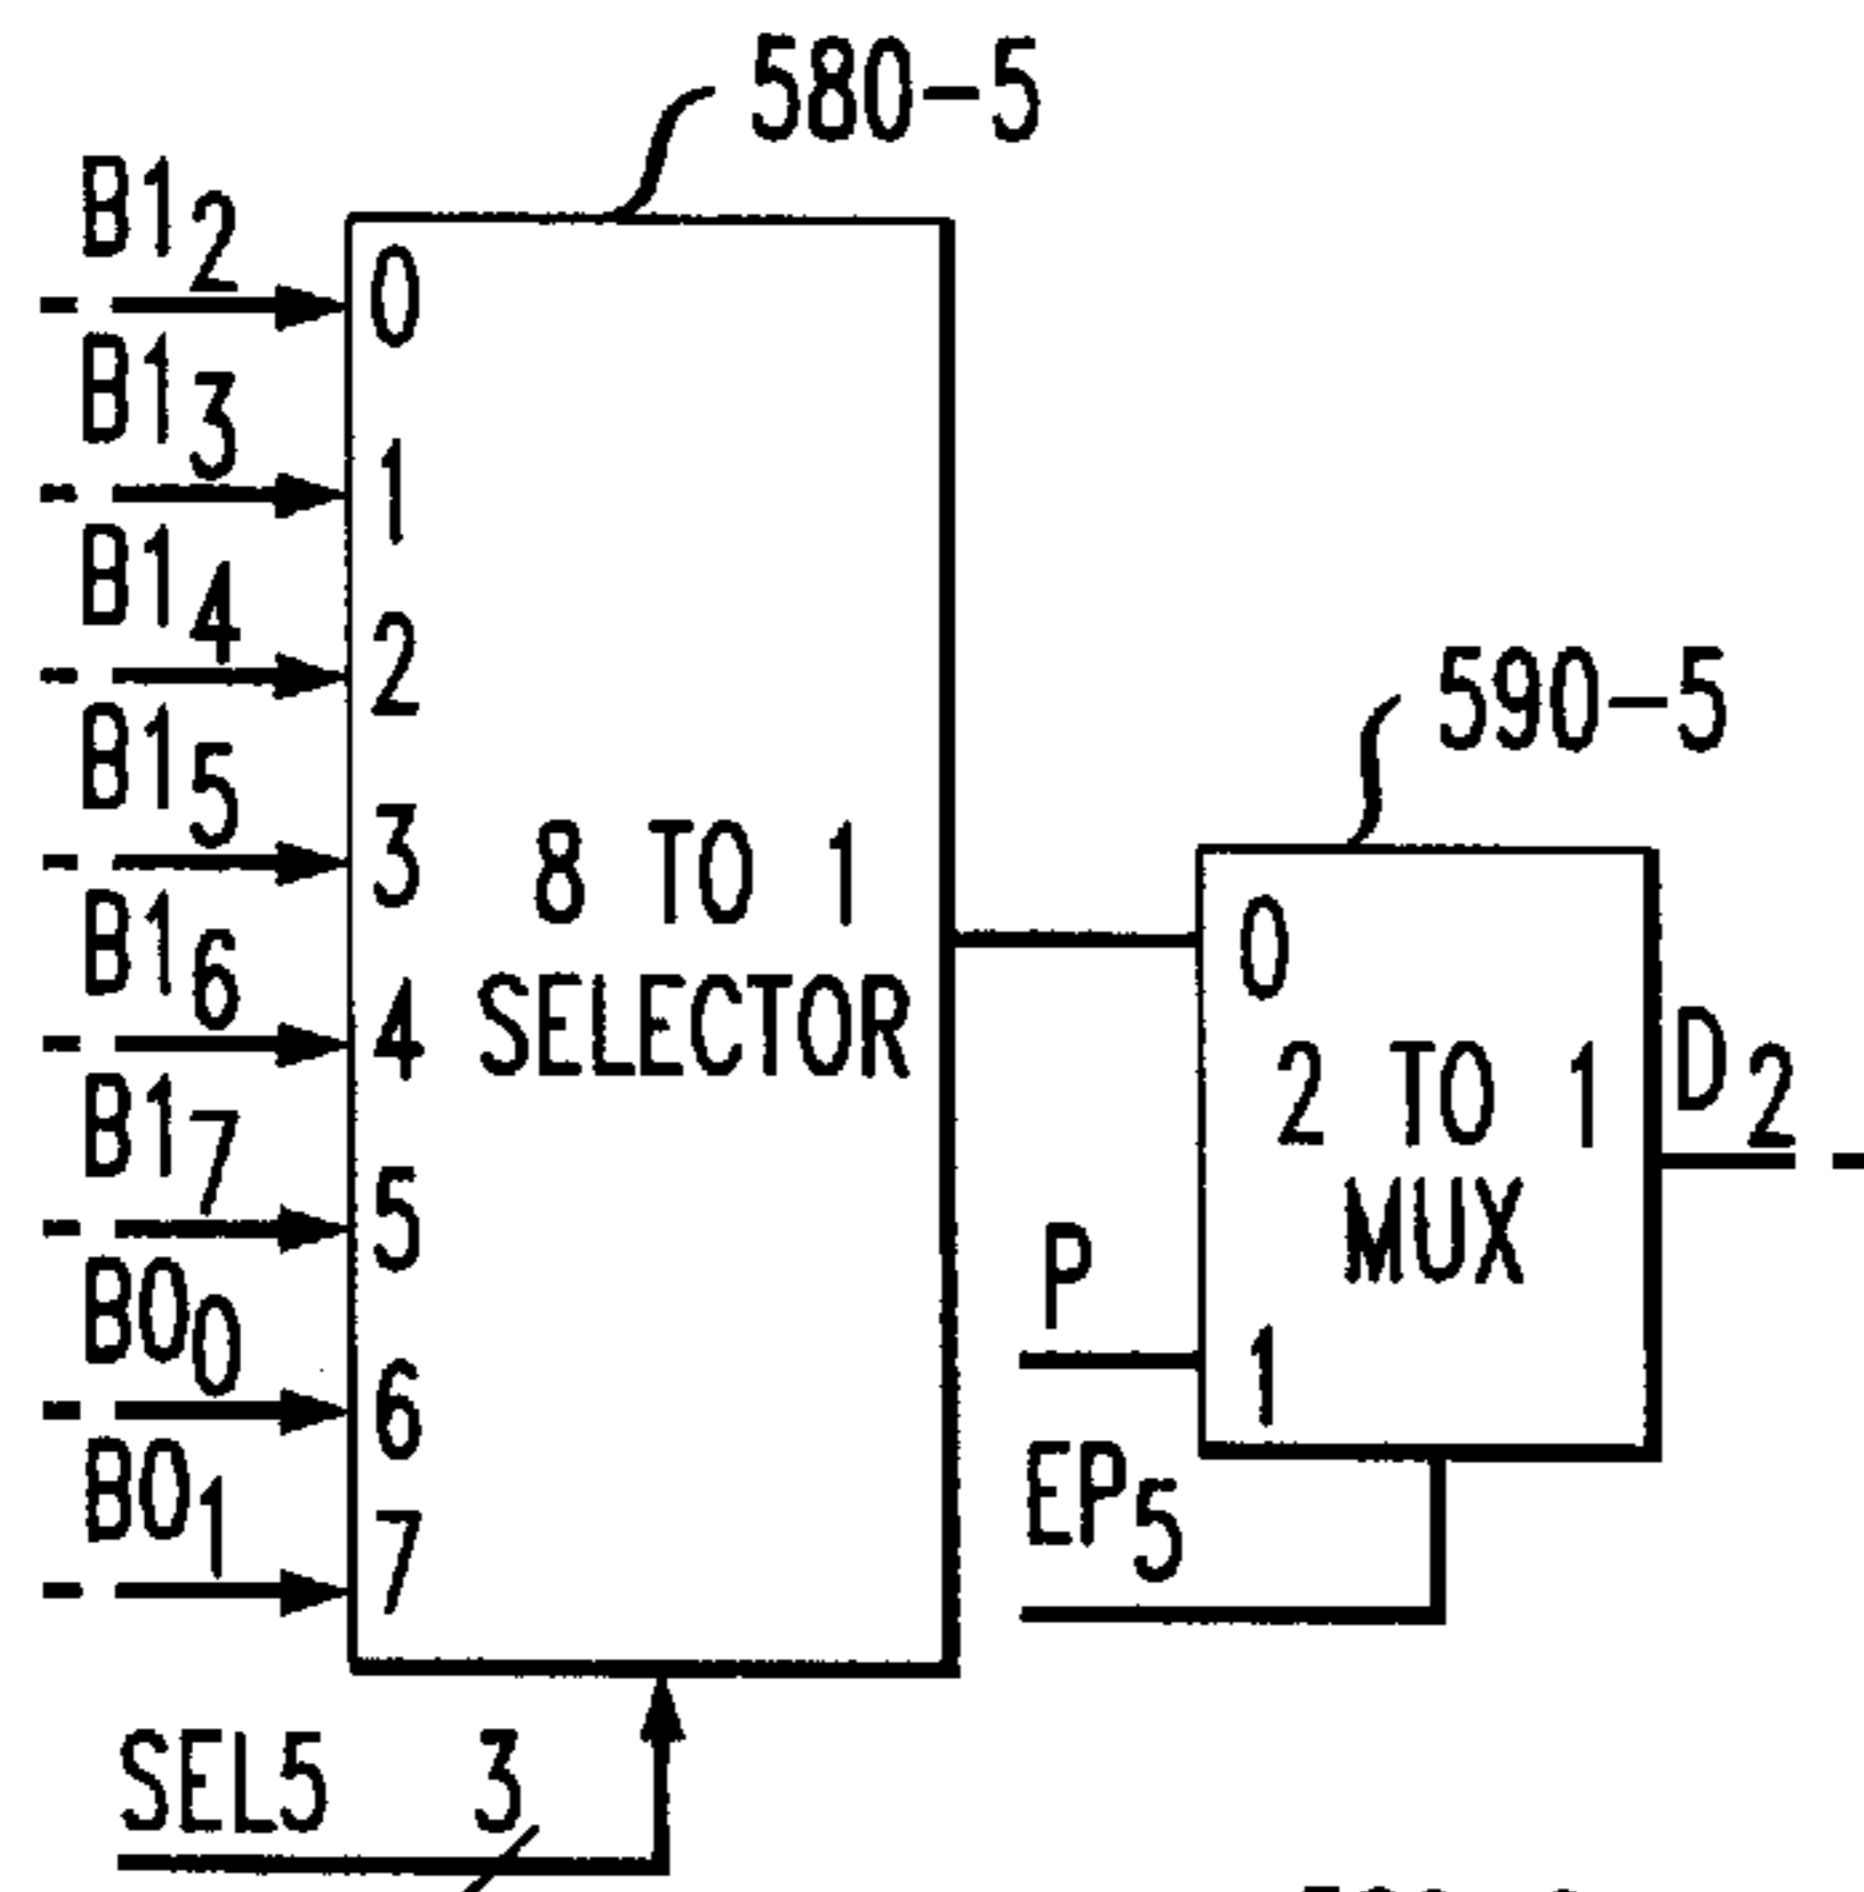 580-5
B1₂
0
B1₃
1
B1₄
2
B1₅
3
B1₆
4
B1₇
5
B0₀
6
B0₁
7
8 TO 1
SELECTOR
SEL5 3
590-5
0
2 TO 1
MUX
1
P
EP₅
D₂